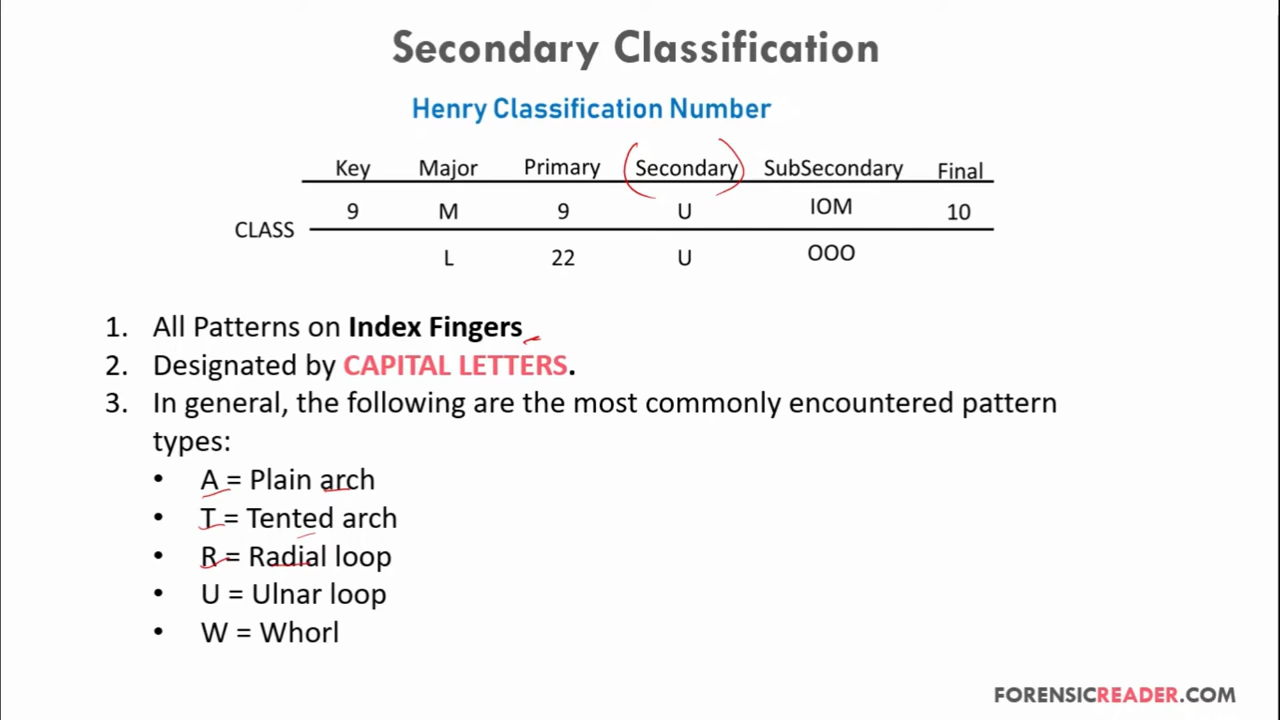 Secondary Classification
Henry Classification Number
Key Major Primary Secondary SubSecondary Final
9 M 9 U IOM 10
CLASS
L 22 U OOO
1. All Patterns on Index Fingers
2. Designated by CAPITAL LETTERS.
3. In general, the following are the most commonly encountered pattern
types:
• A = Plain arch
• T = Tented arch
• R = Radial loop
• U = Ulnar loop
• W = Whorl
FORENSICREADER.COM